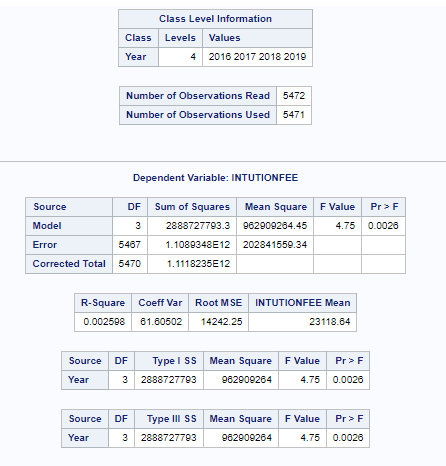 Class Level Information
Class Levels Values
Year 4 2016 2017 2018 2019
Number of Observations Read 5472
Number of Observations Used 5471
Dependent Variable: INTUTIONFEE
Source DF Sum of Squares Mean Square F Value Pr > F
Model 3 2888727793.3 962909264.45 4.75 0.0026
Error 5467 1.1089348E12 202841559.34
Corrected Total 5470 1.1118235E12
R-Square Coeff Var Root MSE INTUTIONFEE Mean
0.002598 61.60502 14242.25 23118.64
Source DF Type I SS Mean Square F Value Pr > F
Year 3 2888727793 962909264 4.75 0.0026
Source DF Type III SS Mean Square F Value Pr > F
Year 3 2888727793 962909264 4.75 0.0026